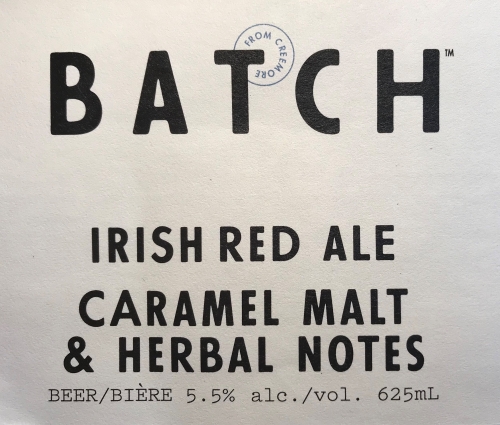 BATCH™
FROM CREEMORE
IRISH RED ALE
CARAMEL MALT
& HERBAL NOTES
BEER/BIÈRE 5.5% alc./vol. 625mL